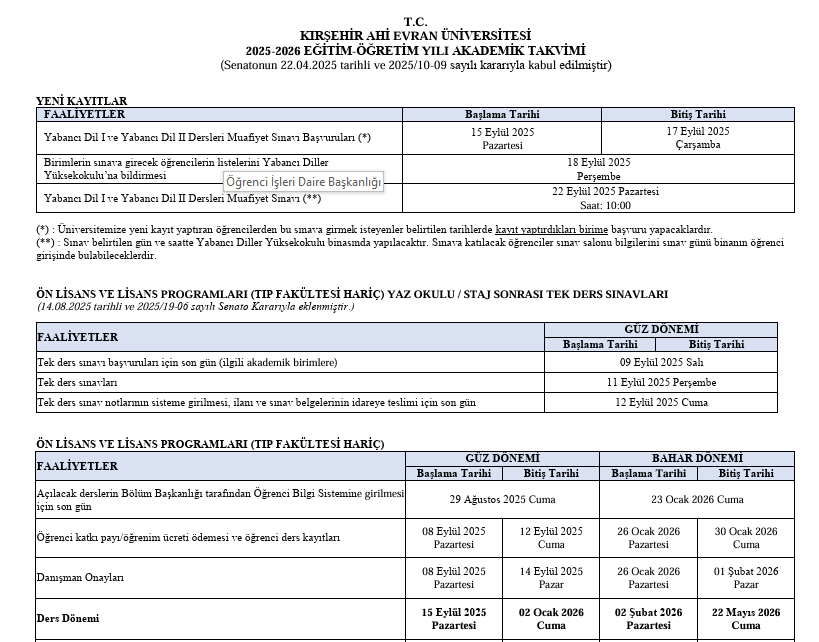 T.C.
KIRŞEHİR AHİ EVRAN ÜNİVERSİTESİ
2025-2026 EĞİTİM-ÖĞRETİM YILI AKADEMİK TAKVİMİ
(Senatonun 22.04.2025 tarihli ve 2025/10-09 sayılı kararıyla kabul edilmiştir)
YENİ KAYITLAR
FAALİYETLER Başlama Tarihi Bitiş Tarihi
Yabancı Dil I ve Yabancı Dil II Dersleri Muafiyet Sınavı Başvuruları (*)
15 Eylül 2025
Pazartesi
17 Eylül 2025
Çarşamba
Birimlerin sınava girecek öğrencilerin listelerini Yabancı Diller
Yüksekokulu’na bildirmesi
18 Eylül 2025
Perşembe
Öğrenci İşleri Daire Başkanlığı
Yabancı Dil I ve Yabancı Dil II Dersleri Muafiyet Sınavı (**)
22 Eylül 2025 Pazartesi
Saat: 10:00
(*) : Üniversitemize yeni kayıt yaptıran öğrencilerden bu sınava girmek isteyenler belirtilen tarihlerde kayıt yaptırdıkları birime başvuru yapacaklardır.
(**) : Sınav belirtilen gün ve saatte Yabancı Diller Yüksekokulu binasında yapılacaktır. Sınava katılacak öğrenciler sınav salonu bilgilerini sınav günü binanın öğrenci
girişinde bulabileceklerdir.
ÖN LİSANS VE LİSANS PROGRAMLARI (TIP FAKÜLTESİ HARİÇ) YAZ OKULU / STAJ SONRASI TEK DERS SINAVLARI
(14.08.2025 tarihli ve 2025/19-06 sayılı Senato Kararıyla eklenmiştir.)
FAALİYETLER
GÜZ DÖNEMİ
Başlama Tarihi Bitiş Tarihi
Tek ders sınavı başvuruları için son gün (ilgili akademik birimlere) 09 Eylül 2025 Salı
Tek ders sınavları 11 Eylül 2025 Perşembe
Tek ders sınav notlarının sisteme girilmesi, ilanı ve sınav belgelerinin idareye teslimi için son gün 12 Eylül 2025 Cuma
ÖN LİSANS VE LİSANS PROGRAMLARI (TIP FAKÜLTESİ HARİÇ)
FAALİYETLER
GÜZ DÖNEMİ BAHAR DÖNEMİ
Başlama Tarihi Bitiş Tarihi Başlama Tarihi Bitiş Tarihi
Açılacak derslerin Bölüm Başkanlığı tarafından Öğrenci Bilgi Sistemine girilmesi
için son gün
29 Ağustos 2025 Cuma 23 Ocak 2026 Cuma
Öğrenci katkı payı/öğrenim ücreti ödemesi ve öğrenci ders kayıtları
08 Eylül 2025 12 Eylül 2025 26 Ocak 2026 30 Ocak 2026
Pazartesi Cuma Pazartesi Cuma
Danışman Onayları
08 Eylül 2025 14 Eylül 2025 26 Ocak 2026 01 Şubat 2026
Pazartesi Pazar Pazartesi Pazar
Ders Dönemi
15 Eylül 2025 02 Ocak 2026 02 Şubat 2026 22 Mayıs 2026
Pazartesi Cuma Pazartesi Cuma